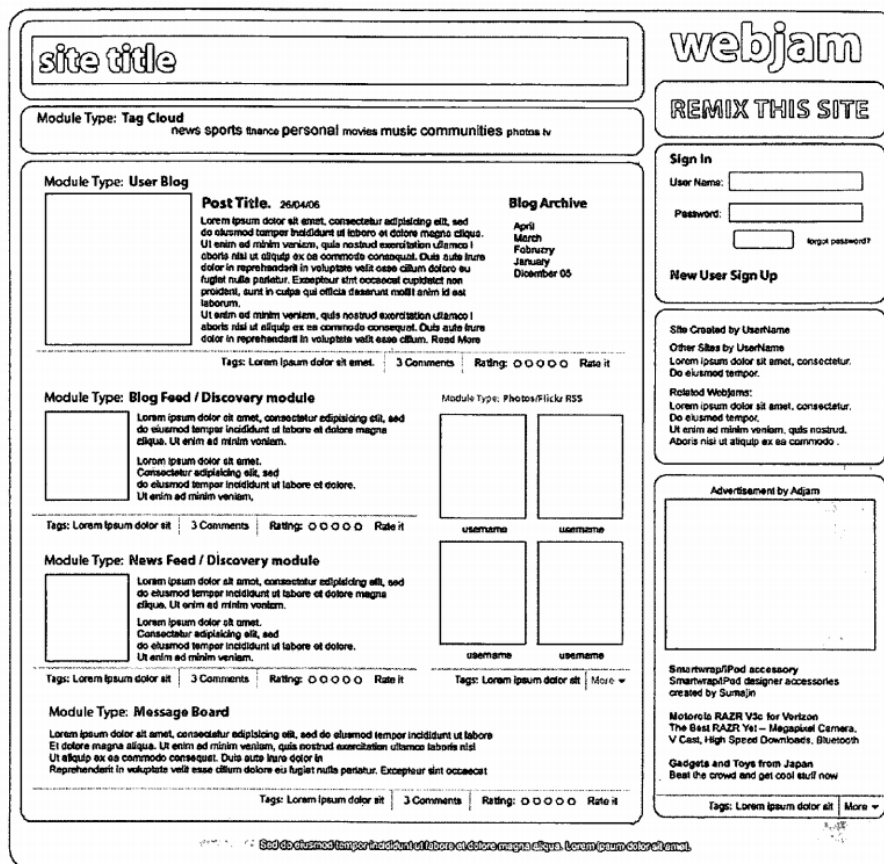 site title
webjam
REMIX THIS SITE
Module Type: Tag Cloud
news sports finance personal movies music communities photos tv
Sign In
User Name:
Password:
forgot password?
New User Sign Up
Module Type: User Blog
Post Title. 26/04/06
Lorem ipsum dolor sit amet, consectetur adipisicing elit, sed
do eiusmod tempor incididunt ut labore et dolore magna aliqua.
Ut enim ad minim veniam, quis nostrud exercitation ullamco l
aboris nisi ut aliquip ex ea commodo consequat. Duis aute irure
dolor in reprehenderit in voluptate velit esse cillum dolore eu
fugiat nulla pariatur. Excepteur sint occaecat cupidatat non
proident, sunt in culpa qui officia deserunt mollit anim id est
laborum.
Ut enim ad minim veniam, quis nostrud exercitation ullamco l
aboris nisi ut aliquip ex ea commodo consequat. Duis aute irure
dolor in reprehenderit in voluptate velit esse cillum. Read More
Blog Archive
April
March
February
January
Dicember 05
Tags: Lorem ipsum dolor sit amet. 3 Comments Rating: OOOOO Rate it
Site Created by UserName
Other Sites by UserName
Lorem ipsum dolor sit amet, consectetur.
Do eiusmod tempor.
Related Webjams:
Lorem ipsum dolor sit amet, consectetur.
Do eiusmod tempor.
Ut enim ad minim veniam, quis nostrud.
Aboris nisi ut aliquip ex ea commodo .
Module Type: Blog Feed / Discovery module
Lorem ipsum dolor sit amet, consectetur adipisicing elit, sed
do eiusmod tempor incididunt ut labore et dolore magna
aliqua. Ut enim ad minim veniam.
Lorem ipsum dolor sit amet.
Consectetur adipisicing elit, sed
do eiusmod tempor incididunt ut labore et dolore.
Ut enim ad minim veniam,
Tags: Lorem ipsum dolor sit 3 Comments Rating: OOOOO Rate it
Module Type: Photos/Flickr RSS
username username
username username
Tags: Lorem ipsum dolor sit More
Module Type: News Feed / Discovery module
Lorem ipsum dolor sit amet, consectetur adipisicing elit, sed
do eiusmod tempor incididunt ut labore et dolore magna
aliqua. Ut enim ad minim veniam.
Lorem ipsum dolor sit amet.
Consectetur adipisicing elit, sed
do eiusmod tempor incididunt ut labore et dolore.
Ut enim ad minim veniam.
Tags: Lorem ipsum dolor sit 3 Comments Rating: OOOOO Rate it
Module Type: Message Board
Lorem ipsum dolor sit amet, consectetur adipisicing elit, sed do eiusmod tempor incididunt ut labore
Et dolore magna aliqua. Ut enim ad minim veniam, quis nostrud exercitation ullamco laboris nisi
Ut aliquip ex ea commodo consequat. Duis aute irure dolor in
Reprehenderit in voluptate velit esse cillum dolore eu fugiat nulla pariatur. Excepteur sint occaecat
Tags: Lorem ipsum dolor sit 3 Comments Rating: OOOOO Rate it
Advertisement by Adjam
Smartwrap/iPod accessory
Smartwrap/iPod designer accessories
created by Sumajin
Motorola RAZR V3c for Verizon
The Best RAZR Yet – Megapixel Camera,
V Cast, High Speed Downloads, Bluetooth
Gadgets and Toys from Japan
Beat the crowd and get cool stuff now
Tags: Lorem ipsum dolor sit More
Sed do eiusmod tempor incididunt ut labore et dolore magna aliqua. Lorem ipsum dolor sit amet.